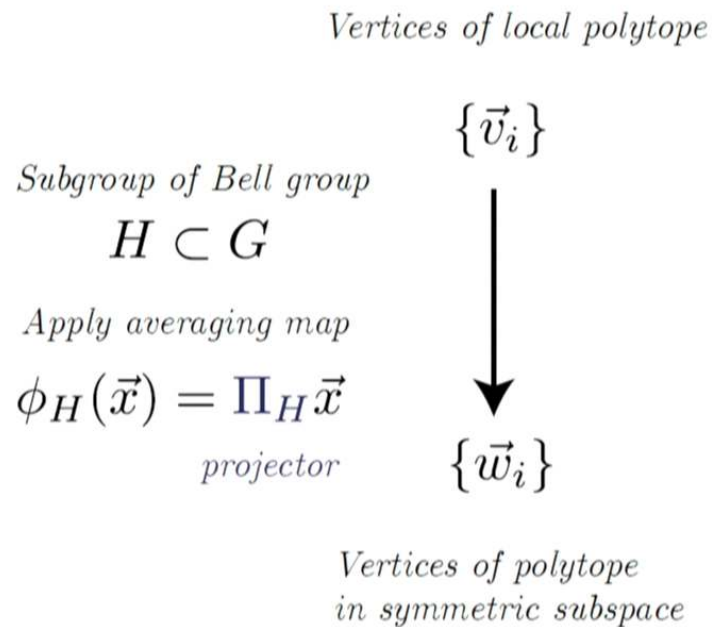 Vertices of local polytope
{v⃗ᵢ}
Subgroup of Bell group
H ⊂ G
Apply averaging map
ϕ_H(x⃗) = Π_H x⃗
projector
{w⃗ᵢ}
Vertices of polytope
in symmetric subspace